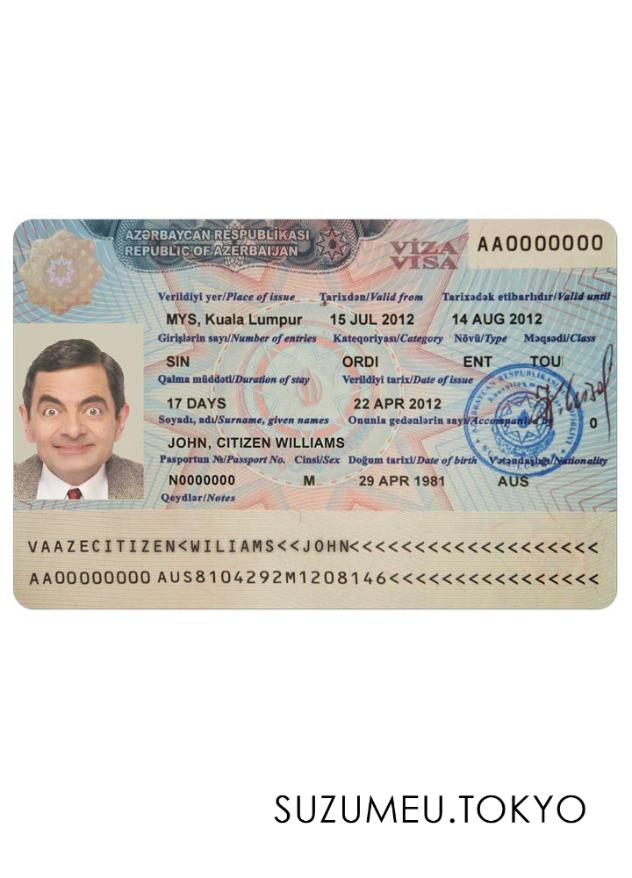 AZƏRBAYCAN RESPUBLİKASI
REPUBLIC OF AZERBAIJAN
VİZA
VISA
AA0000000
Verildiyi yer/Place of issue Tarixdən/Valid from Tarixədək etibarlıdır/Valid until
MYS, Kuala Lumpur 15 JUL 2012 14 AUG 2012
Girişlərin sayı/Number of entries Kateqoriyası/Category Növü/Type Məqsədi/Class
SIN ORDI ENT TOU
Qalma müddəti/Duration of stay Verildiyi tarix/Date of issue
17 DAYS 22 APR 2012
Soyadı, adı/Surname, given names Onunla gedənlərin sayı/Accompanied by
JOHN, CITIZEN WILLIAMS 0
Pasportun №/Passport No. Cinsi/Sex Doğum tarixi/Date of birth Vətəndaşlığı/Nationality
N0000000 M 29 APR 1981 AUS
Qeydlər/Notes
VAAZECITIZEN<WILIAMS<<JOHN<<<<<<<<<<<<<<<<<<<
AA00000000 AUS8104292M1208146<<<<<<<<<<<<<<<<
SUZUMEU.TOKYO